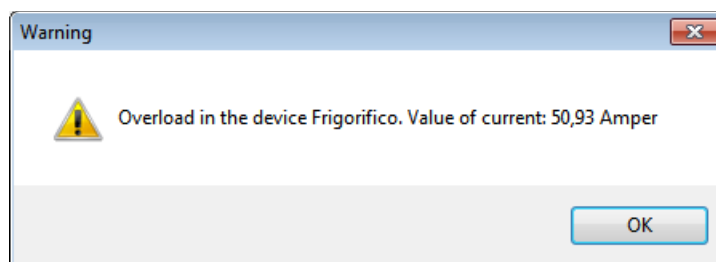 Warning
Overload in the device Frigorifico. Value of current: 50,93 Amper
OK